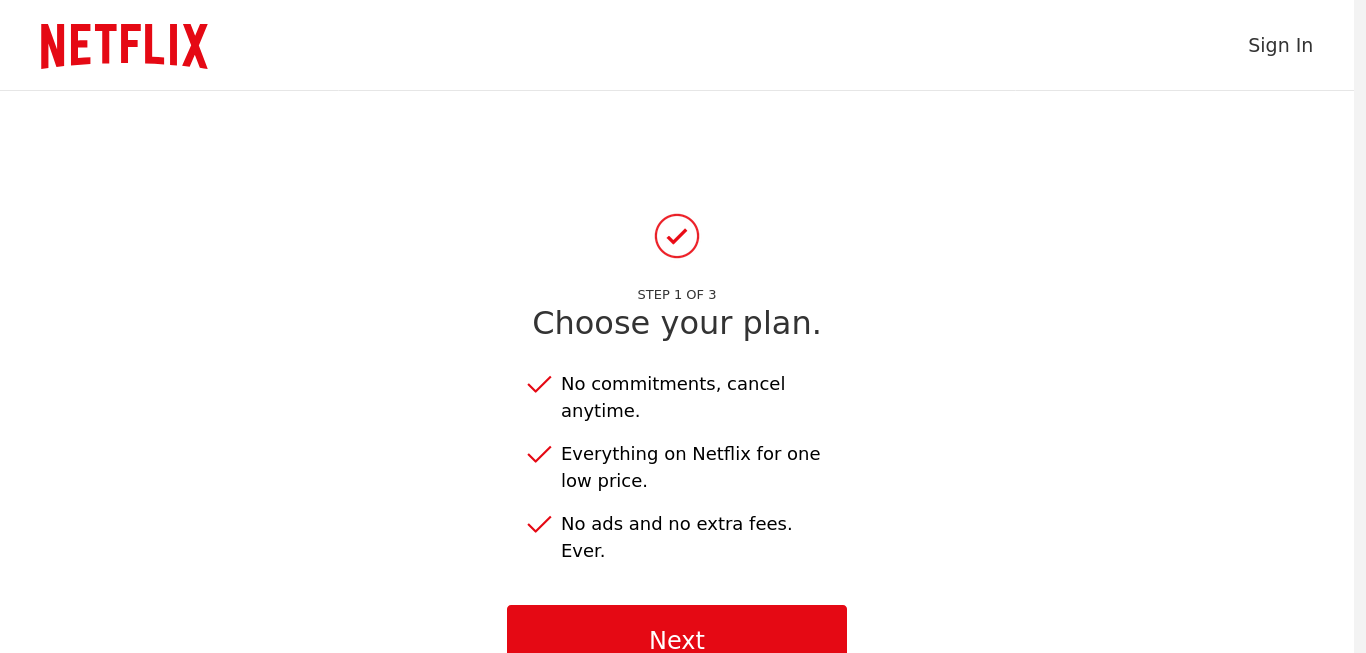 NETFLIX
Sign In
STEP 1 OF 3
Choose your plan.
No commitments, cancel
anytime.
Everything on Netflix for one
low price.
No ads and no extra fees.
Ever.
Next